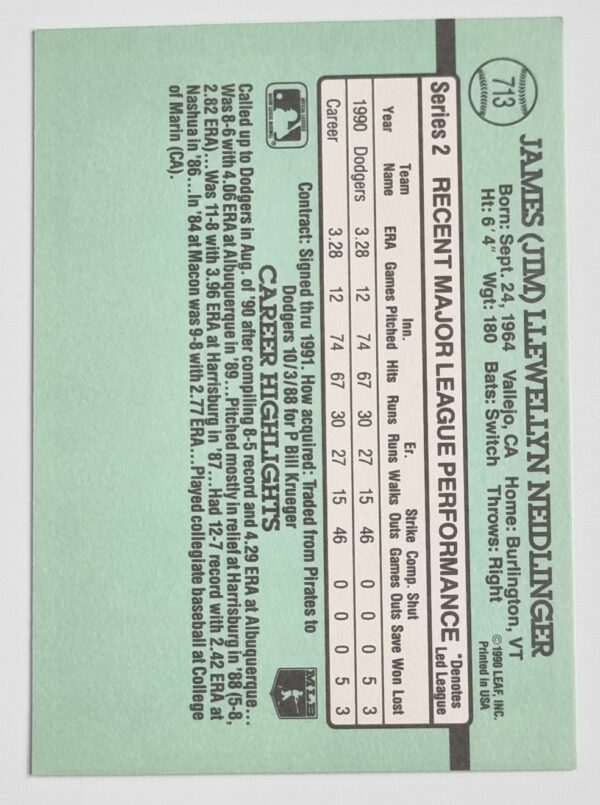 713
JAMES (JIM) LLEWELLYN NEIDLINGER
Born: Sept. 24, 1964 Vallejo, CA Home: Burlington, VT
Ht: 6' 4" Wgt: 180 Bats: Switch Throws: Right
©1990 LEAF, INC.
Printed in USA
Series 2 RECENT MAJOR LEAGUE PERFORMANCE *Denotes
Led League
Team Inn. Er. Strike Comp. Shut
Year Name ERA Games Pitched Hits Runs Runs Walks Outs Games Outs Save Won Lost
1990 Dodgers 3.28 12 74 67 30 27 15 46 0 0 0 5 3
Career 3.28 12 74 67 30 27 15 46 0 0 0 5 3
Contract: Signed thru 1991. How acquired: Traded from Pirates to
Dodgers 10/3/88 for P Bill Krueger
MLB
CAREER HIGHLIGHTS
Called up to Dodgers in Aug. of '90 after compiling 8-5 record and 4.29 ERA at Albuquerque...
Was 8-6 with 4.06 ERA at Albuquerque in '89... Pitched mostly in relief at Harrisburg in '88 (5-8,
2.82 ERA)... Was 11-8 with 3.96 ERA at Harrisburg in '87... Had 12-7 record with 2.42 ERA at
Nashua in '86... In '84 at Macon was 9-8 with 2.77 ERA... Played collegiate baseball at College
of Marin (CA).